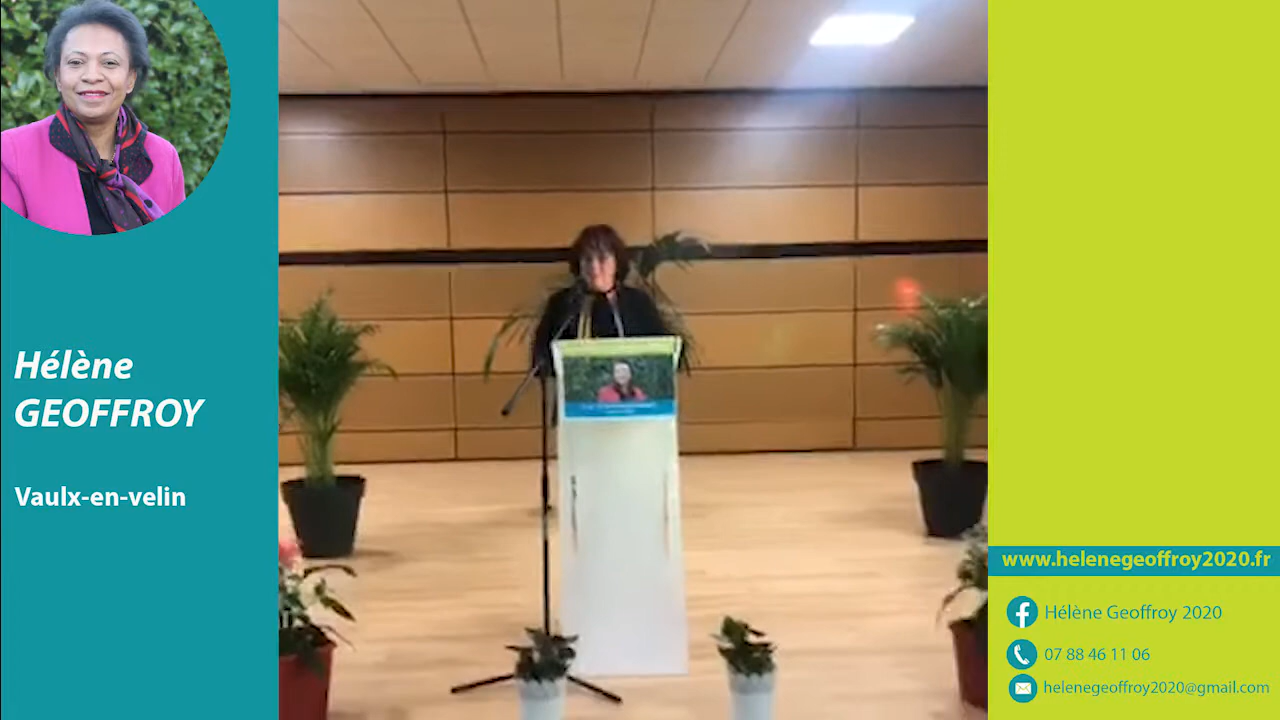 Hélène
GEOFFROY
Vaulx-en-velin
www.helenegeoffroy2020.fr
Hélène Geoffroy 2020
07 88 46 11 06
helenegeoffroy2020@gmail.com